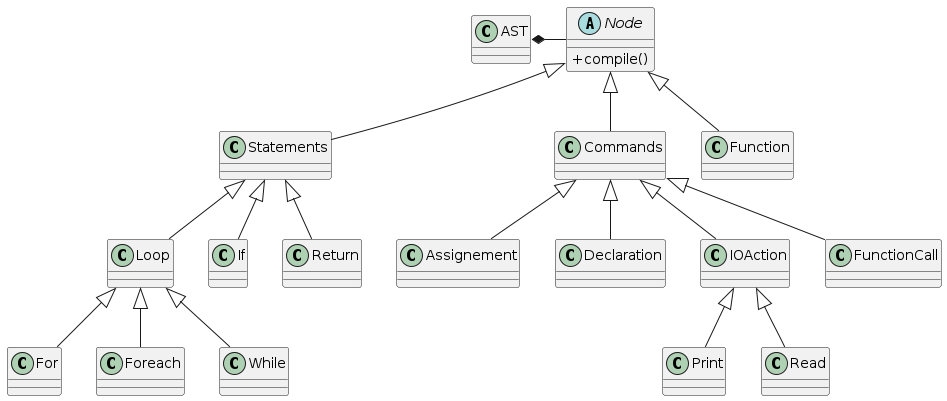 C AST
A Node
+compile()
C Statements
C Commands
C Function
C Loop
C If
C Return
C Assignement
C Declaration
C IOAction
C FunctionCall
C For
C Foreach
C While
C Print
C Read